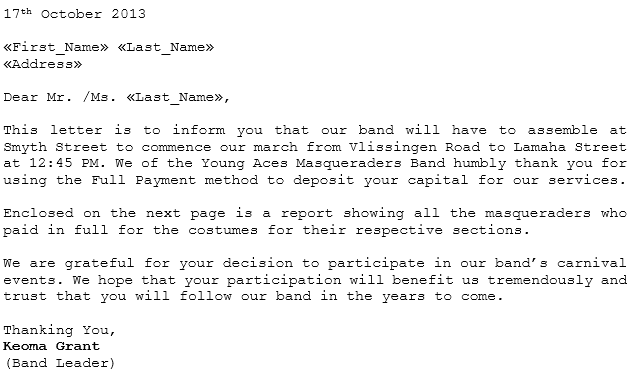 17th October 2013
«First_Name» «Last_Name»
«Address»
Dear Mr. /Ms. «Last_Name»,
This letter is to inform you that our band will have to assemble at
Smyth Street to commence our march from Vlissingen Road to Lamaha Street
at 12:45 PM. We of the Young Aces Masqueraders Band humbly thank you for
using the Full Payment method to deposit your capital for our services.
Enclosed on the next page is a report showing all the masqueraders who
paid in full for the costumes for their respective sections.
We are grateful for your decision to participate in our band’s carnival
events. We hope that your participation will benefit us tremendously and
trust that you will follow our band in the years to come.
Thanking You,
Keoma Grant
(Band Leader)